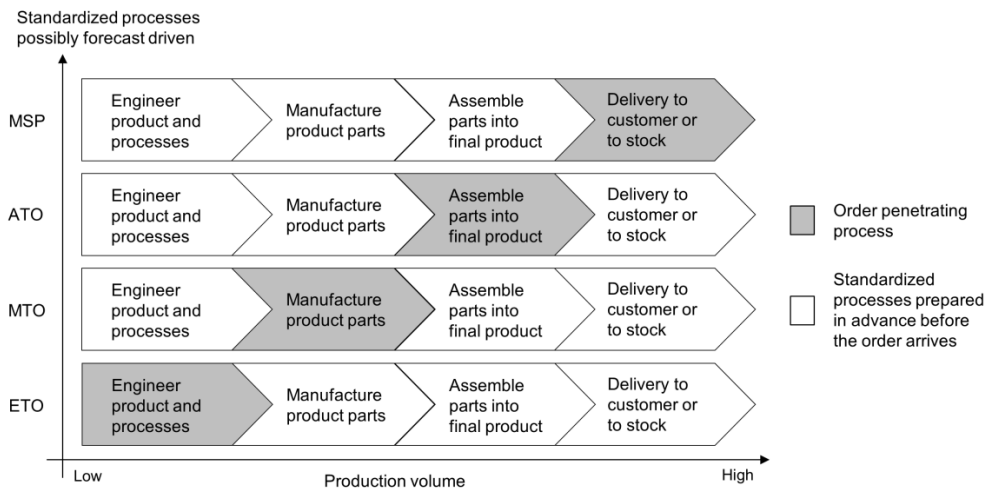 Standardized processes
possibly forecast driven
MSP
Engineer
product and
processes
Manufacture
product parts
Assemble
parts into
final product
Delivery to
customer or
to stock
ATO
Engineer
product and
processes
Manufacture
product parts
Assemble
parts into
final product
Delivery to
customer or
to stock
MTO
Engineer
product and
processes
Manufacture
product parts
Assemble
parts into
final product
Delivery to
customer or
to stock
ETO
Engineer
product and
processes
Manufacture
product parts
Assemble
parts into
final product
Delivery to
customer or
to stock
Order penetrating
process
Standardized
processes prepared
in advance before
the order arrives
Low
Production volume
High